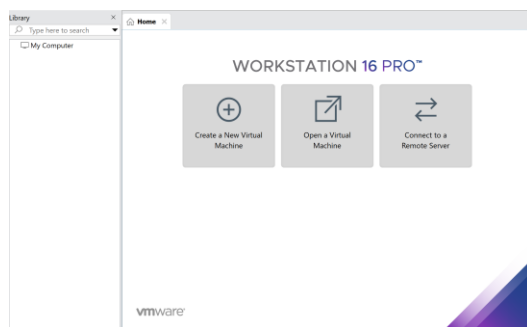 Library
Type here to search
My Computer
Home
WORKSTATION 16 PRO™
Create a New Virtual
Machine
Open a Virtual
Machine
Connect to a
Remote Server
vmware®